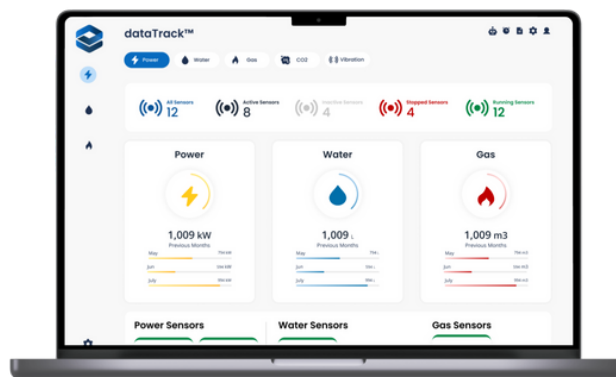 dataTrack™
Power Water Gas CO2 Vibration
All Sensors 12
Active Sensors 8
Inactive Sensors 4
Stopped Sensors 4
Running Sensors 12
Power
1,009 kW
Previous Months
May
Jun
July
Water
1,009 L
Previous Months
May
Jun
July
Gas
1,009 m3
Previous Months
May
Jun
July
Power Sensors
Water Sensors
Gas Sensors